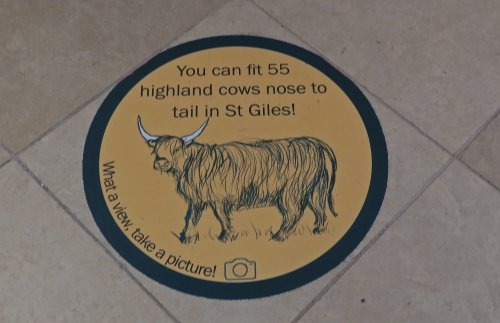 You can fit 55
highland cows nose to
tail in St Giles!
What a view, take a picture!